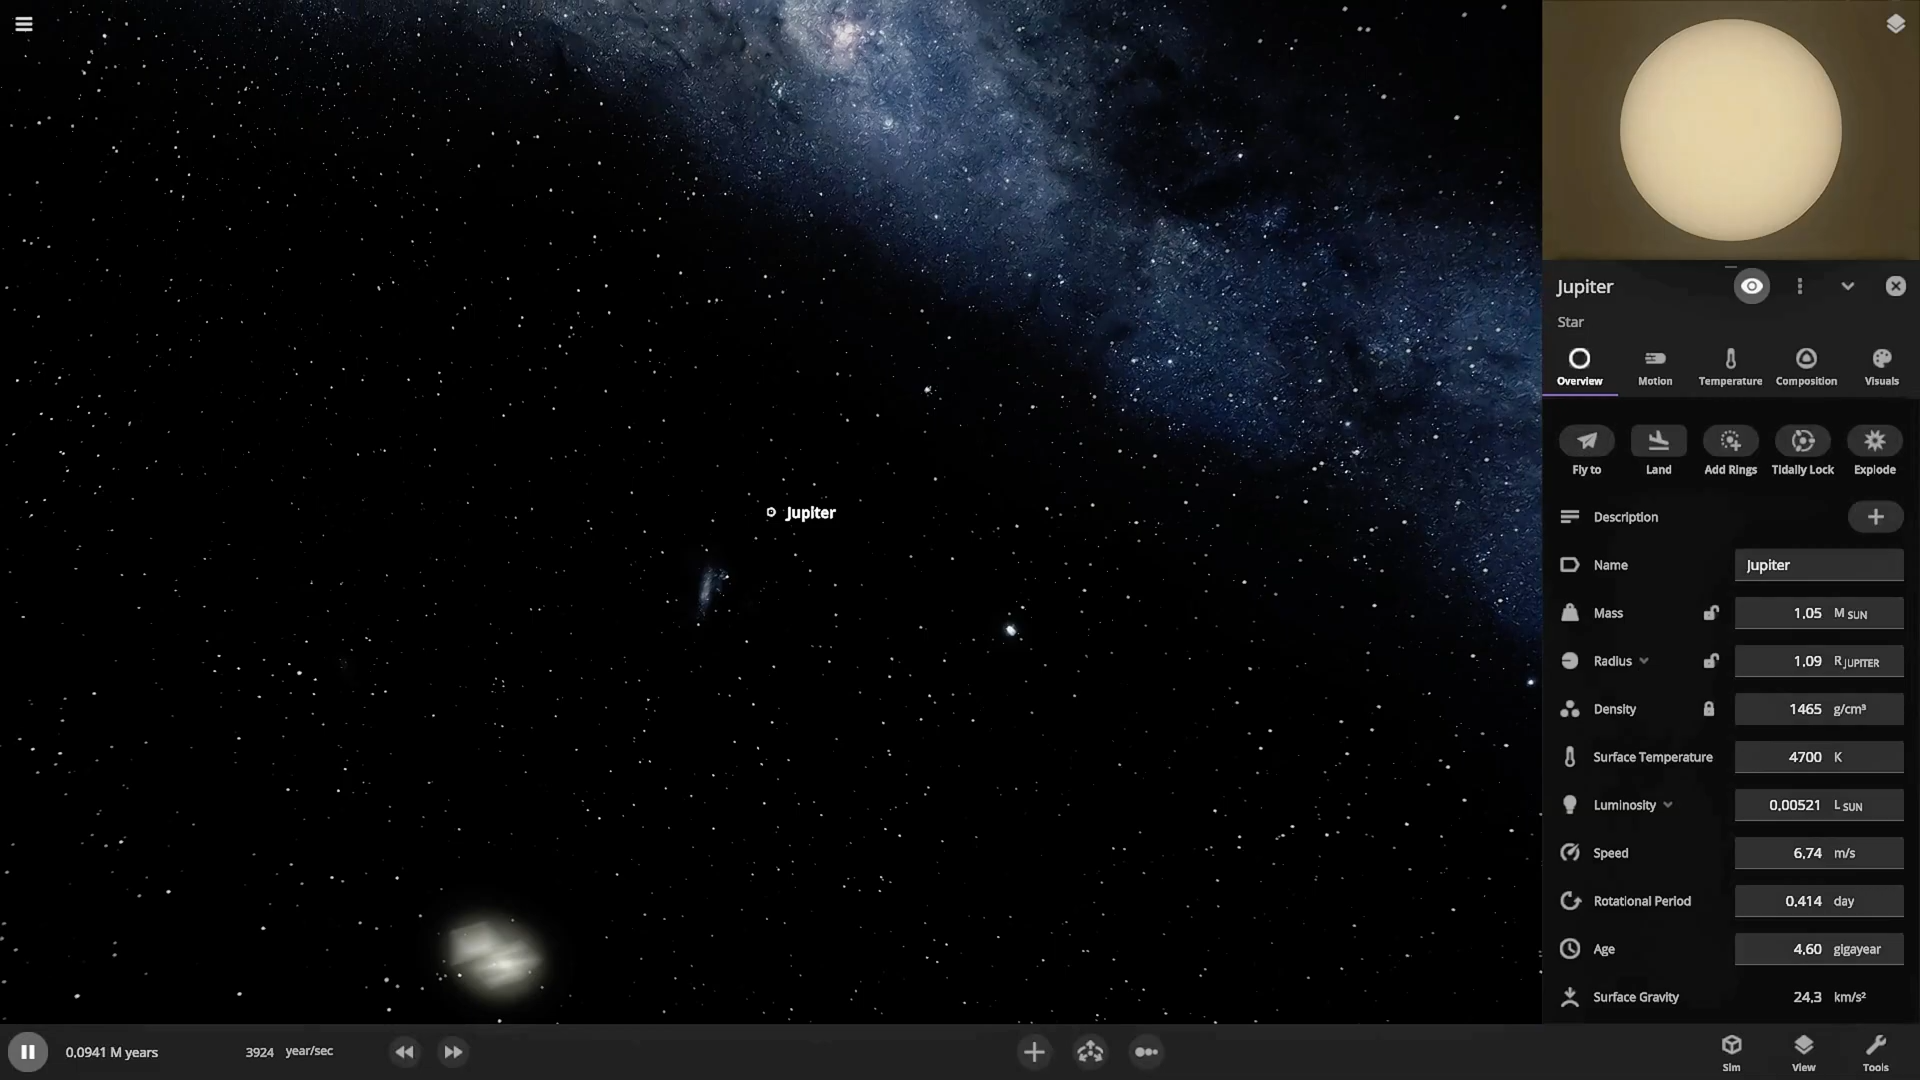 Jupiter
Jupiter
Star
Overview
Motion
Temperature
Composition
Visuals
Fly to
Land
Add Rings
Tidally Lock
Explode
Description
Name Jupiter
Mass 1,05 M SUN
Radius 1,09 R JUPITER
Density 1465 g/cm³
Surface Temperature 4700 K
Luminosity 0,00521 L SUN
Speed 6,74 m/s
Rotational Period 0,414 day
Age 4,60 gigayear
Surface Gravity 24,3 km/s²
0,0941 M years 3924 year/sec
Sim
View
Tools